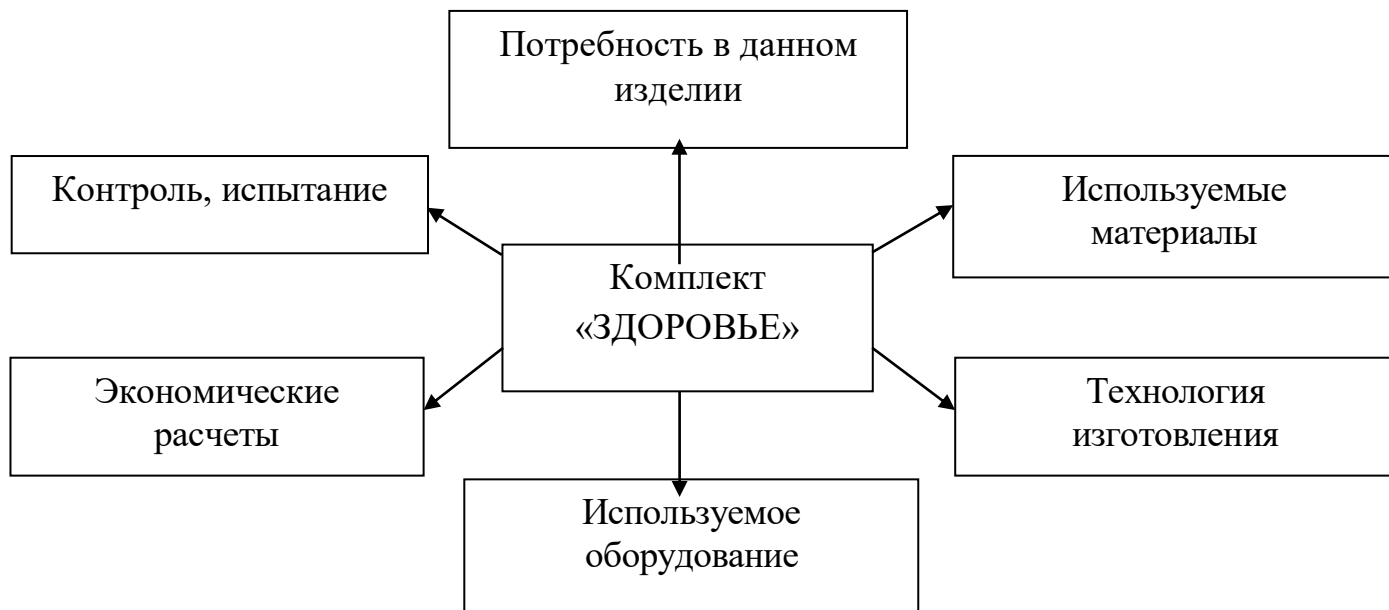 Потребность в данном
изделии
Контроль, испытание
Используемые
материалы
Комплект
«ЗДОРОВЬЕ»
Экономические
расчеты
Технология
изготовления
Используемое
оборудование